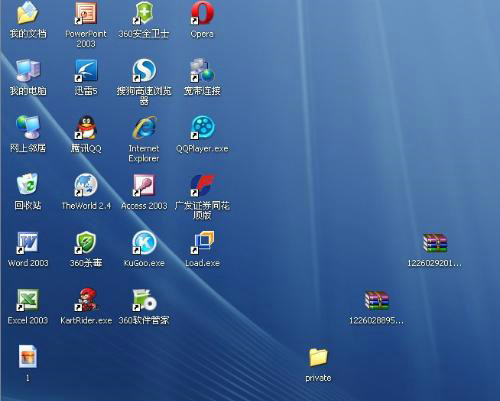 我的文档
PowerPoint
2003
360安全卫士
Opera
我的电脑
迅雷5
搜狗高速浏览
器
宽带连接
网上邻居
腾讯QQ
Internet
Explorer
QQPlayer.exe
回收站
TheWorld 2.4
Access 2003
广发证券同花
顺版
Word 2003
360杀毒
KuGoo.exe
Load.exe
1226029201...
Excel 2003
KartRider.exe
360软件管家
1226028895...
1
private